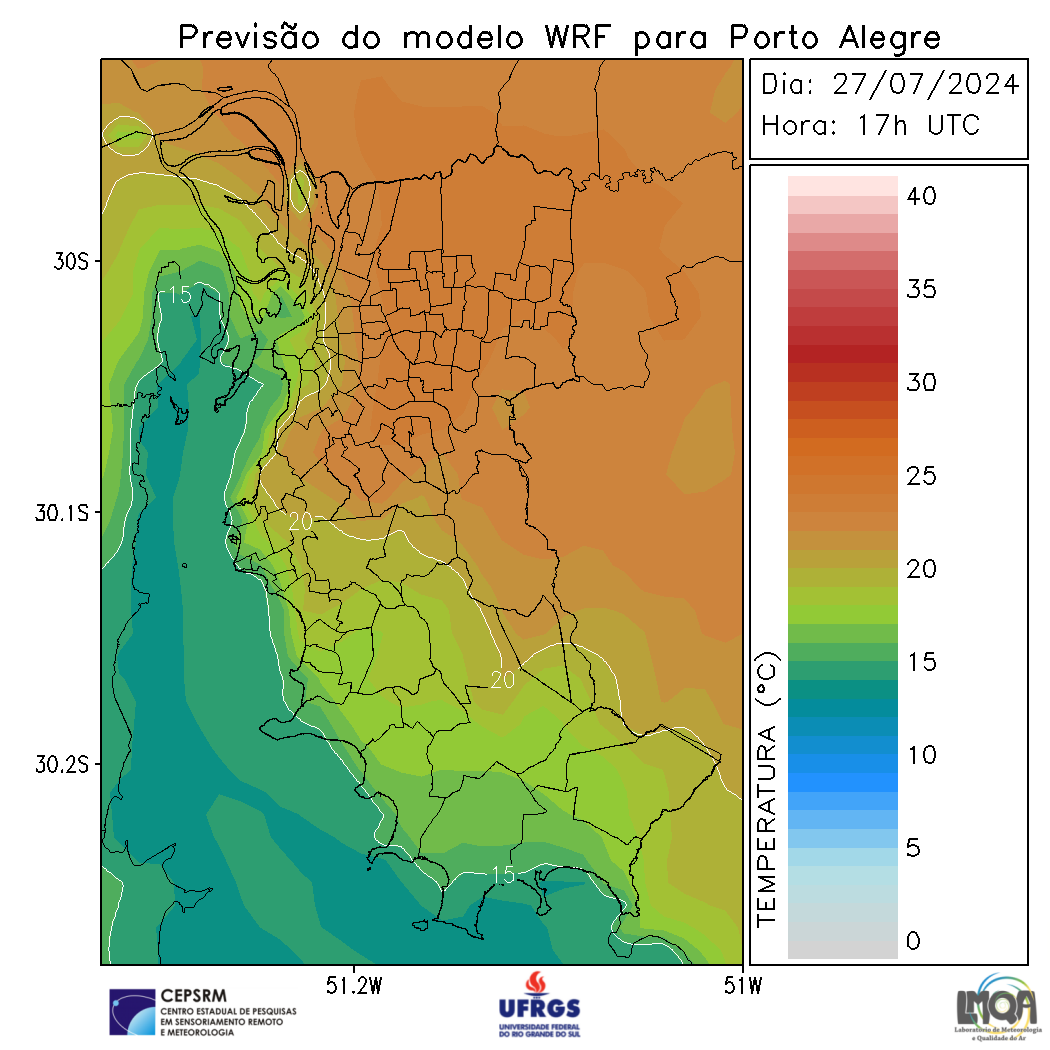 Previsão do modelo WRF para Porto Alegre
Dia: 27/07/2024
Hora: 17h UTC
30S
30.1S
30.2S
51.2W
51W
15
20
20
15
TEMPERATURA (°C)
40
35
30
25
20
15
10
5
0
CEPSRM
CENTRO ESTADUAL DE PESQUISAS
EM SENSORIAMENTO REMOTO
E METEOROLOGIA
UFRGS
UNIVERSIDADE FEDERAL
DO RIO GRANDE DO SUL
LMQA
Laboratório de Meteorologia
e Qualidade do Ar